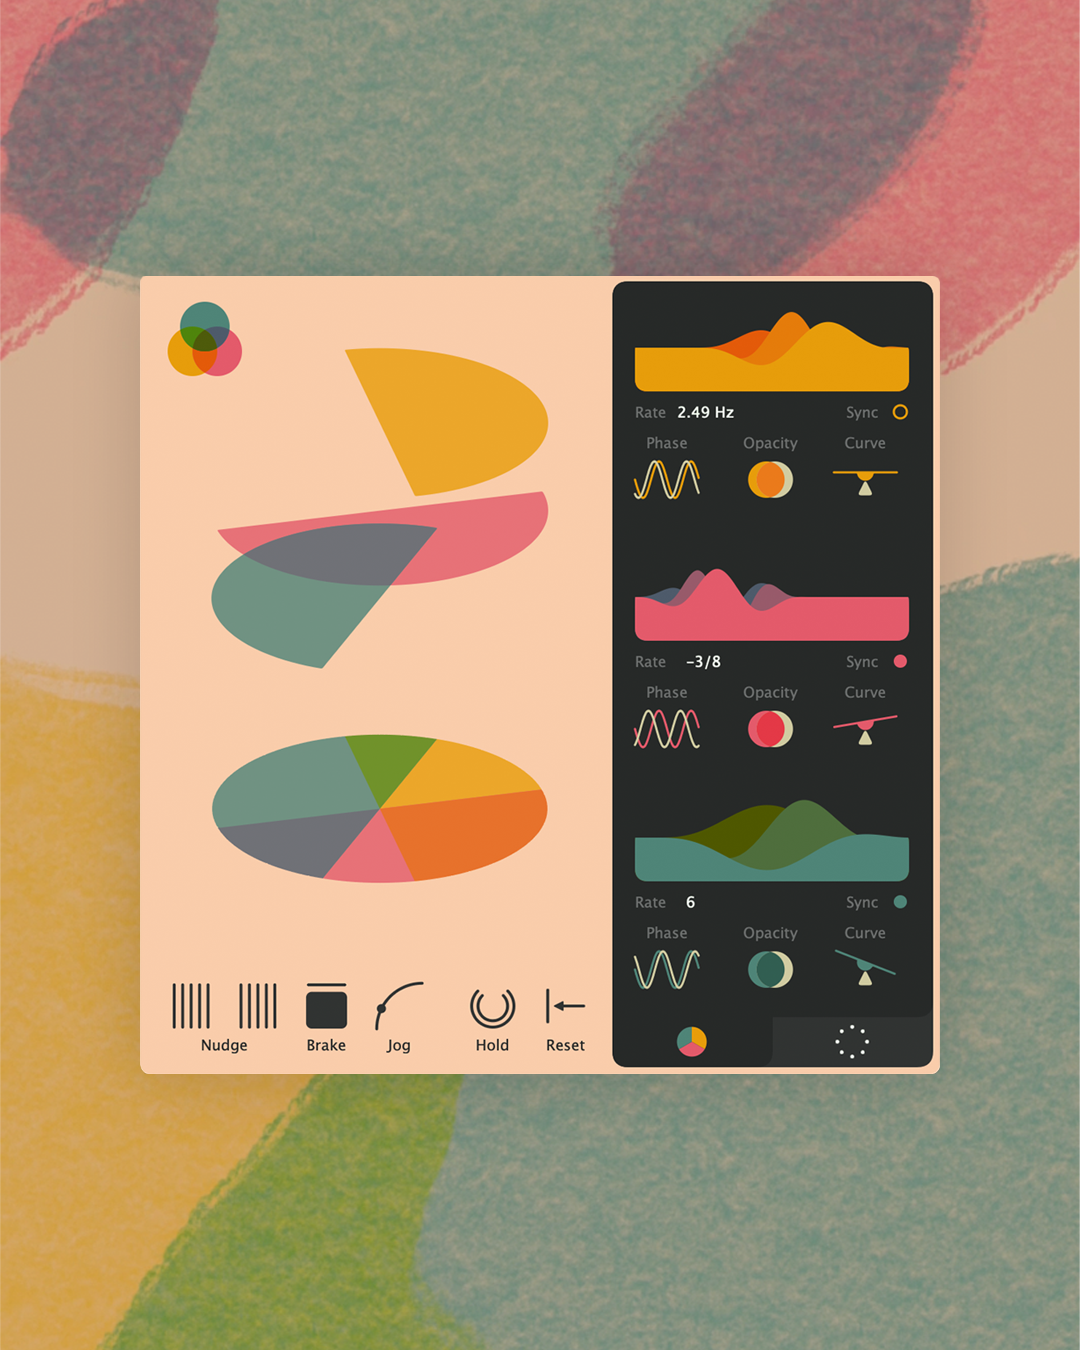 Rate 2.49 Hz Sync
Phase Opacity Curve
Rate −3/8 Sync
Phase Opacity Curve
Rate 6 Sync
Phase Opacity Curve
Nudge Brake Jog Hold Reset